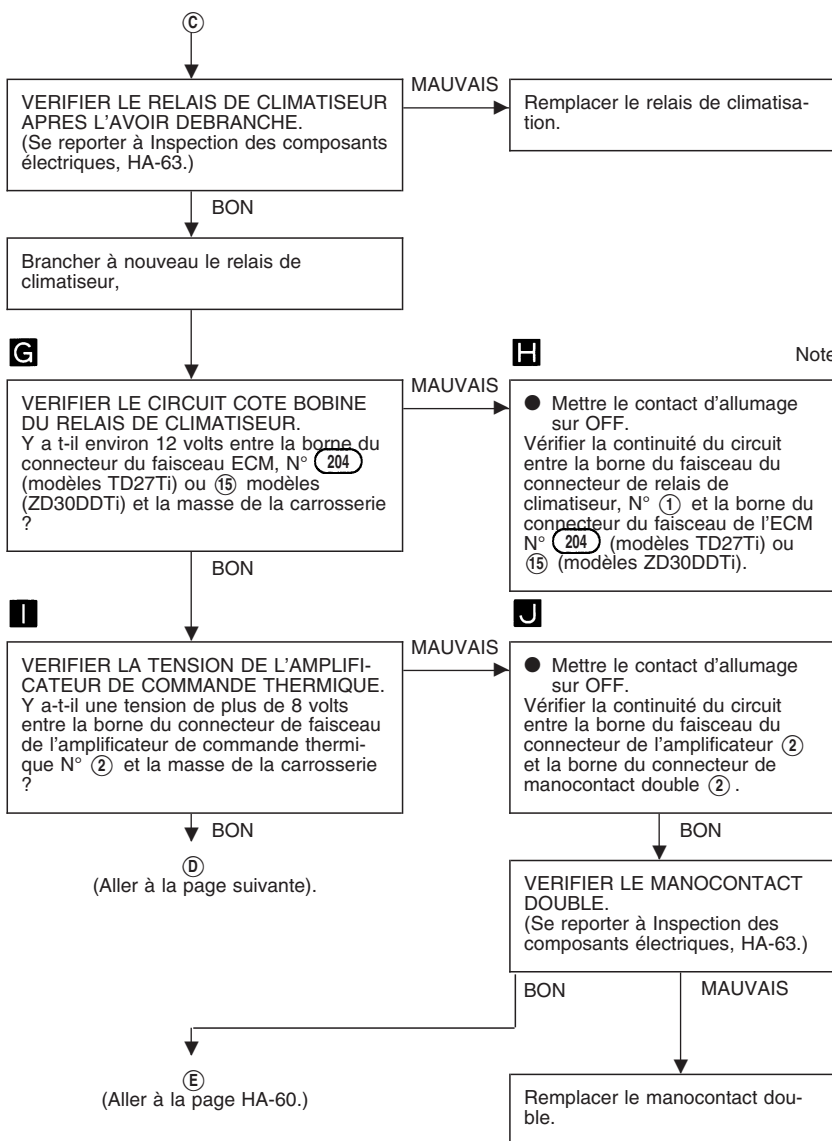 C
VERIFIER LE RELAIS DE CLIMATISEUR
APRES L'AVOIR DEBRANCHE.
(Se reporter à Inspection des composants
électriques, HA-63.)
MAUVAIS
Remplacer le relais de climatisa-
tion.
BON
Brancher à nouveau le relais de
climatiseur,
G
VERIFIER LE CIRCUIT COTE BOBINE
DU RELAIS DE CLIMATISEUR.
Y a t-il environ 12 volts entre la borne du
connecteur du faisceau ECM, N° 204
(modèles TD27Ti) ou 15 modèles
(ZD30DDTi) et la masse de la carrosserie
?
MAUVAIS
H
Note
● Mettre le contact d'allumage
sur OFF.
Vérifier la continuité du circuit
entre la borne du faisceau du
connecteur de relais de
climatiseur, N° 1 et la borne du
connecteur du faisceau de l'ECM
N° 204 (modèles TD27Ti) ou
15 (modèles ZD30DDTi).
BON
I
VERIFIER LA TENSION DE L'AMPLIFI-
CATEUR DE COMMANDE THERMIQUE.
Y a-t-il une tension de plus de 8 volts
entre la borne du connecteur de faisceau
de l'amplificateur de commande thermi-
que N° 2 et la masse de la carrosserie
?
MAUVAIS
J
● Mettre le contact d'allumage
sur OFF.
Vérifier la continuité du circuit
entre la borne du faisceau du
connecteur de l'amplificateur 2
et la borne du connecteur de
manocontact double 2 .
BON
D
(Aller à la page suivante).
BON
VERIFIER LE MANOCONTACT
DOUBLE.
(Se reporter à Inspection des
composants électriques, HA-63.)
BON
MAUVAIS
E
(Aller à la page HA-60.)
Remplacer le manocontact dou-
ble.